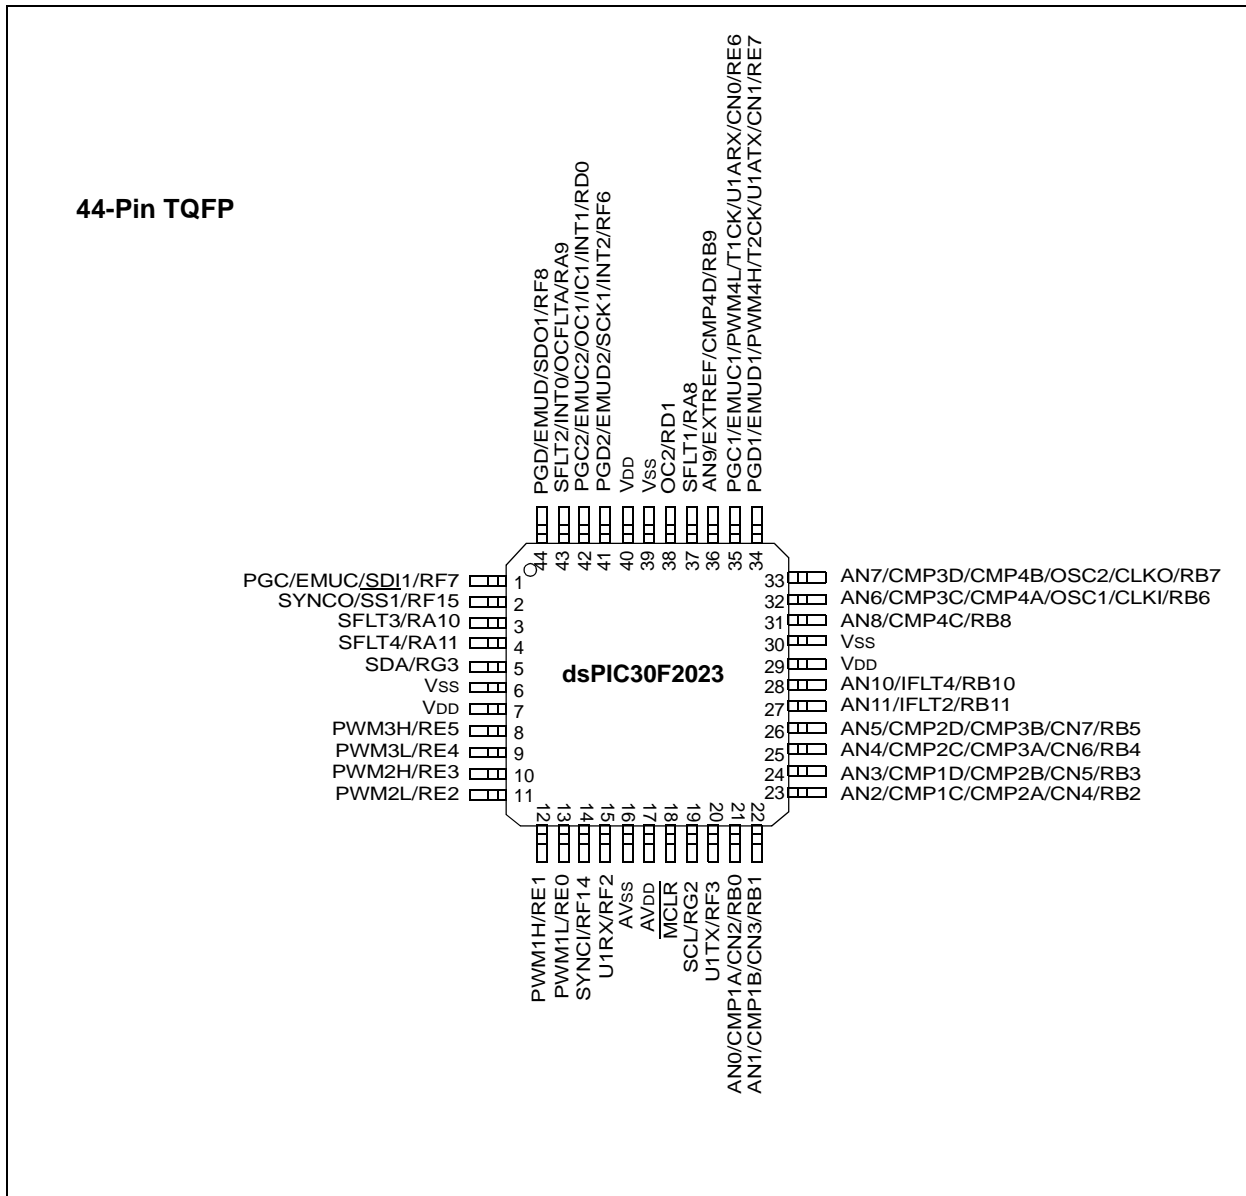 44-Pin TQFP
PGD/EMUD/SDO1/RF8
SFLT2/INT0/OCFLTA/RA9
PGC2/EMUC2/OC1/IC1/INT1/RD0
PGD2/EMUD2/SCK1/INT2/RF6
VDD
VSS
OC2/RD1
SFLT1/RA8
AN9/EXTREF/CMP4D/RB9
PGC1/EMUC1/PWM4L/T1CK/U1ARX/CN0/RE6
PGD1/EMUD1/PWM4H/T2CK/U1ATX/CN1/RE7
44
43
42
41
40
39
38
37
36
35
34
PGC/EMUC/SDI1/RF7
SYNCO/SS1/RF15
SFLT3/RA10
SFLT4/RA11
SDA/RG3
VSS
VDD
PWM3H/RE5
PWM3L/RE4
PWM2H/RE3
PWM2L/RE2
1
2
3
4
5
6
7
8
9
10
11
dsPIC30F2023
33
32
31
30
29
28
27
26
25
24
23
AN7/CMP3D/CMP4B/OSC2/CLKO/RB7
AN6/CMP3C/CMP4A/OSC1/CLKI/RB6
AN8/CMP4C/RB8
VSS
VDD
AN10/IFLT4/RB10
AN11/IFLT2/RB11
AN5/CMP2D/CMP3B/CN7/RB5
AN4/CMP2C/CMP3A/CN6/RB4
AN3/CMP1D/CMP2B/CN5/RB3
AN2/CMP1C/CMP2A/CN4/RB2
12
13
14
15
16
17
18
19
20
21
22
PWM1H/RE1
PWM1L/RE0
SYNCI/RF14
U1RX/RF2
AVSS
AVDD
MCLR
SCL/RG2
U1TX/RF3
AN0/CMP1A/CN2/RB0
AN1/CMP1B/CN3/RB1